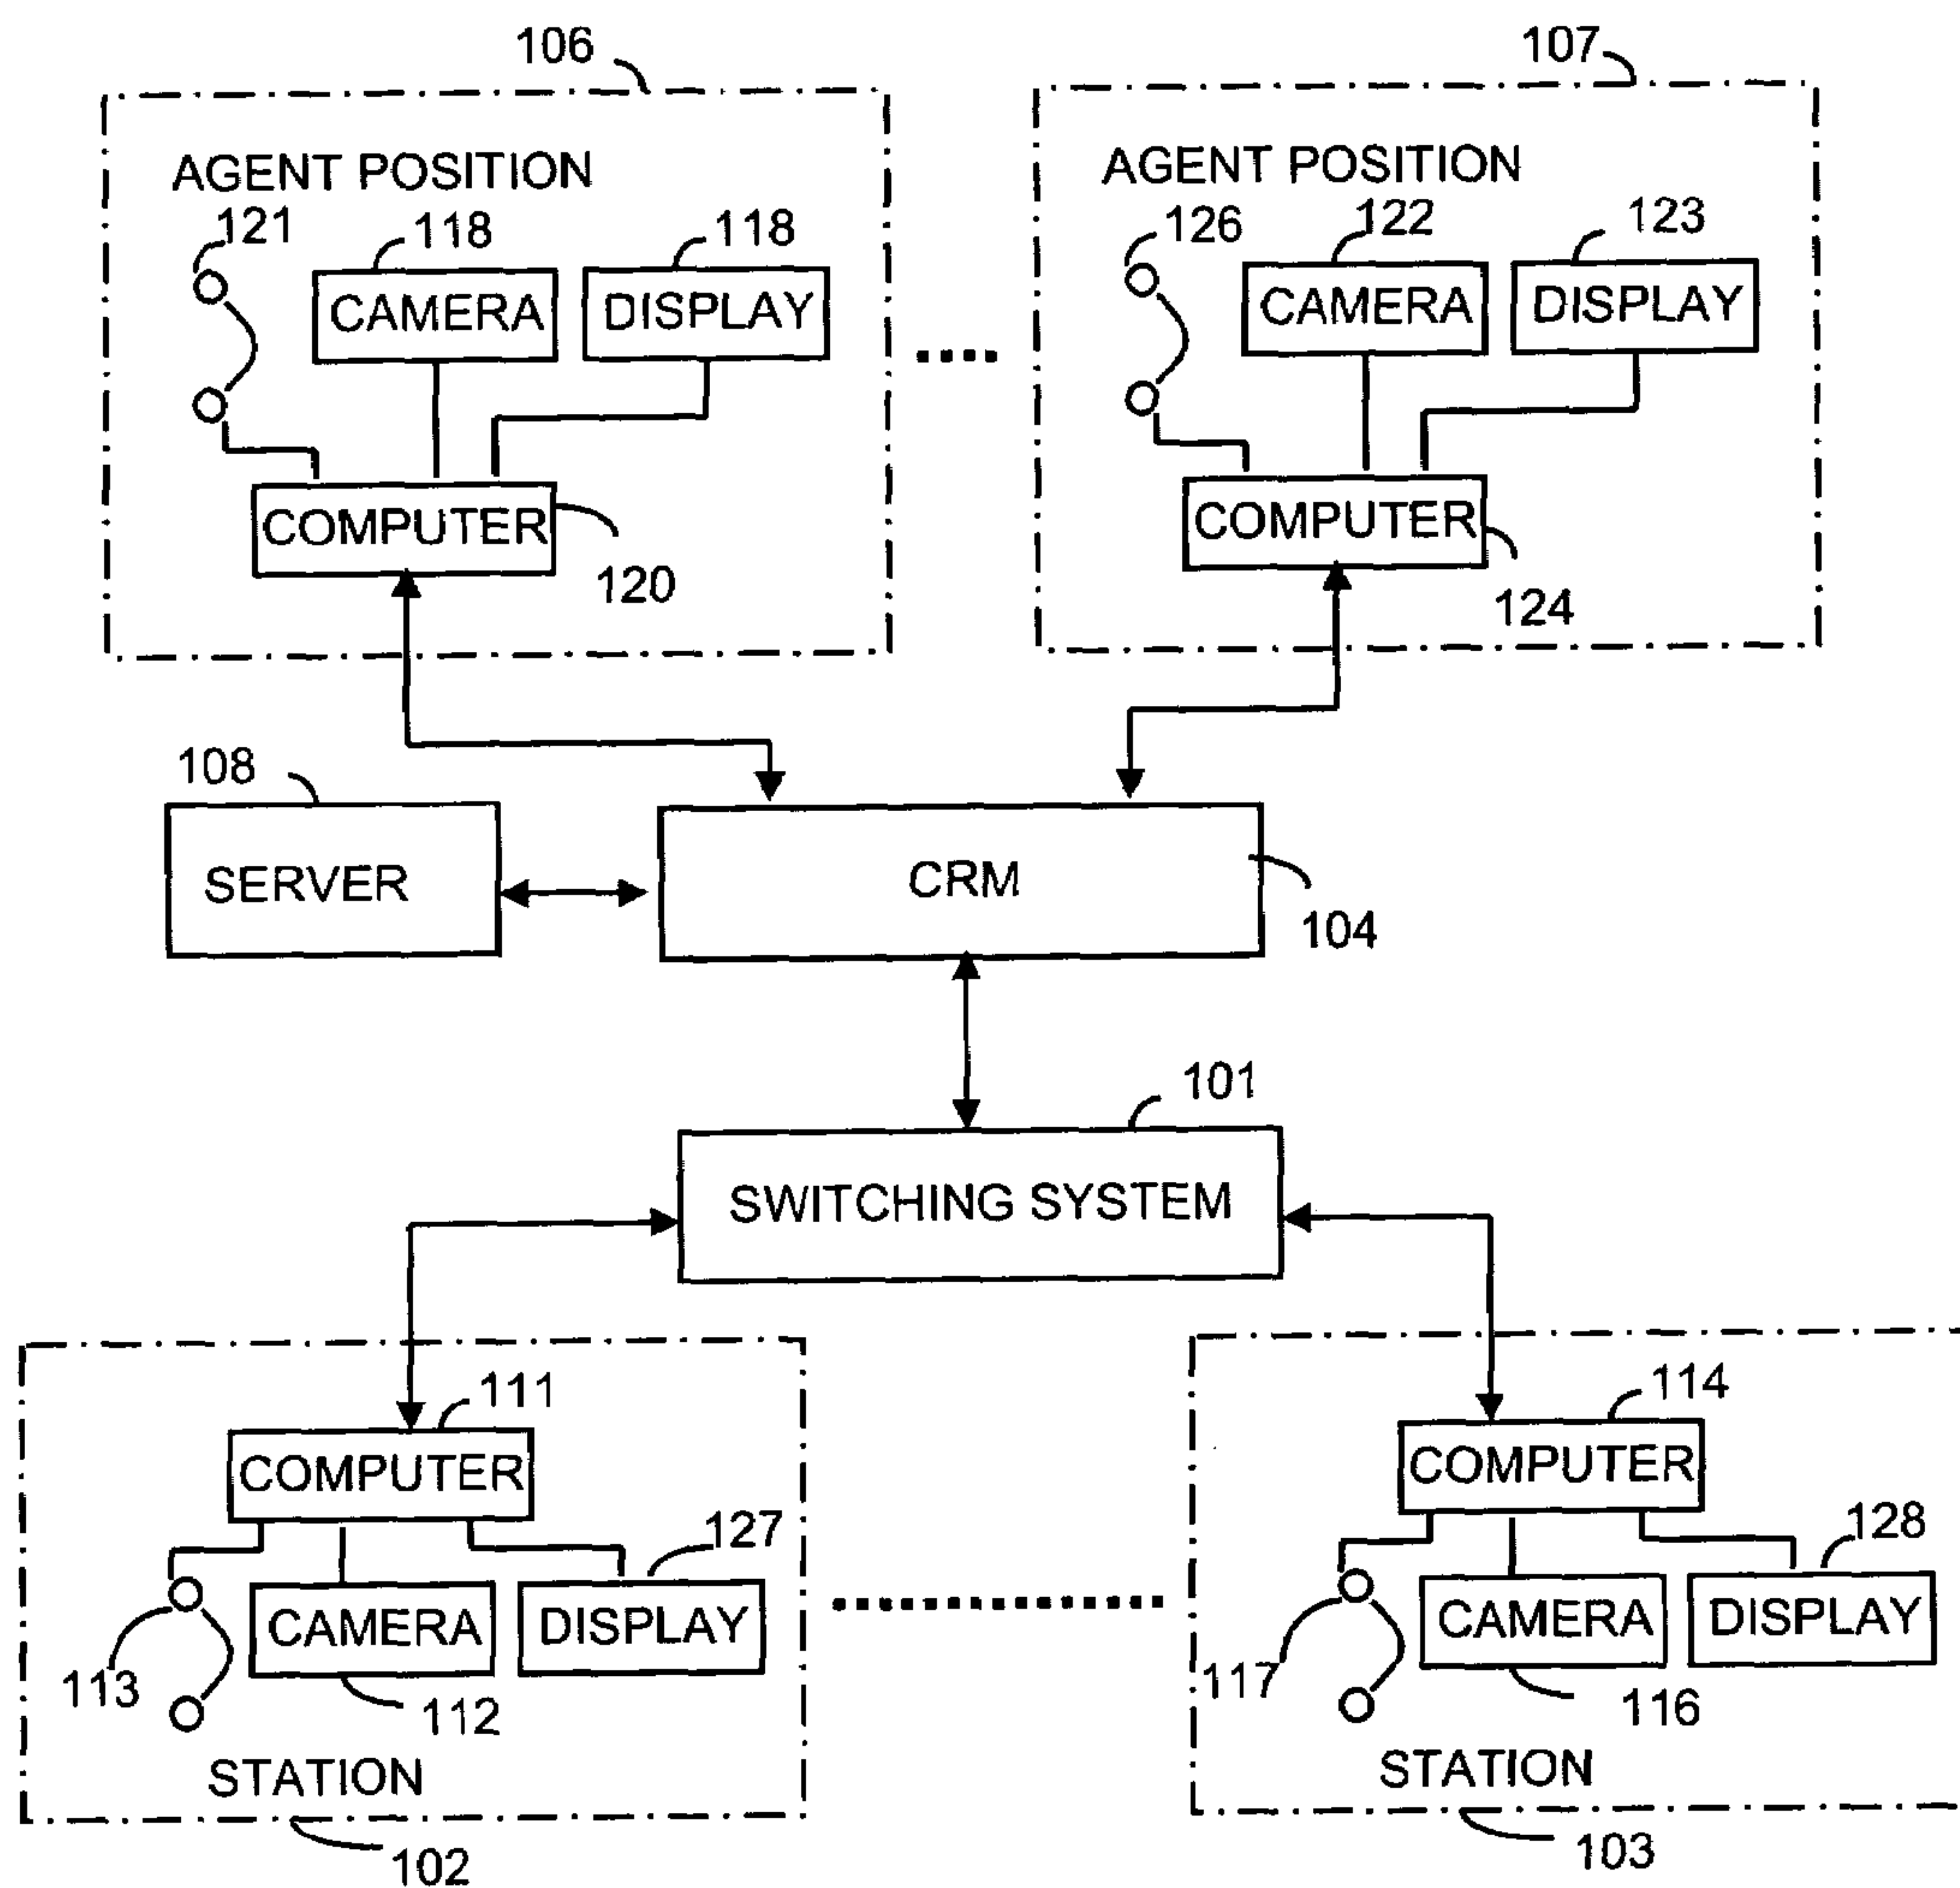 106
107
AGENT POSITION
AGENT POSITION
121
118
118
126
122
123
CAMERA
DISPLAY
CAMERA
DISPLAY
COMPUTER
COMPUTER
120
124
108
SERVER
CRM
104
101
SWITCHING SYSTEM
111
114
COMPUTER
COMPUTER
127
128
CAMERA
DISPLAY
CAMERA
DISPLAY
113
112
117
116
STATION
STATION
102
103